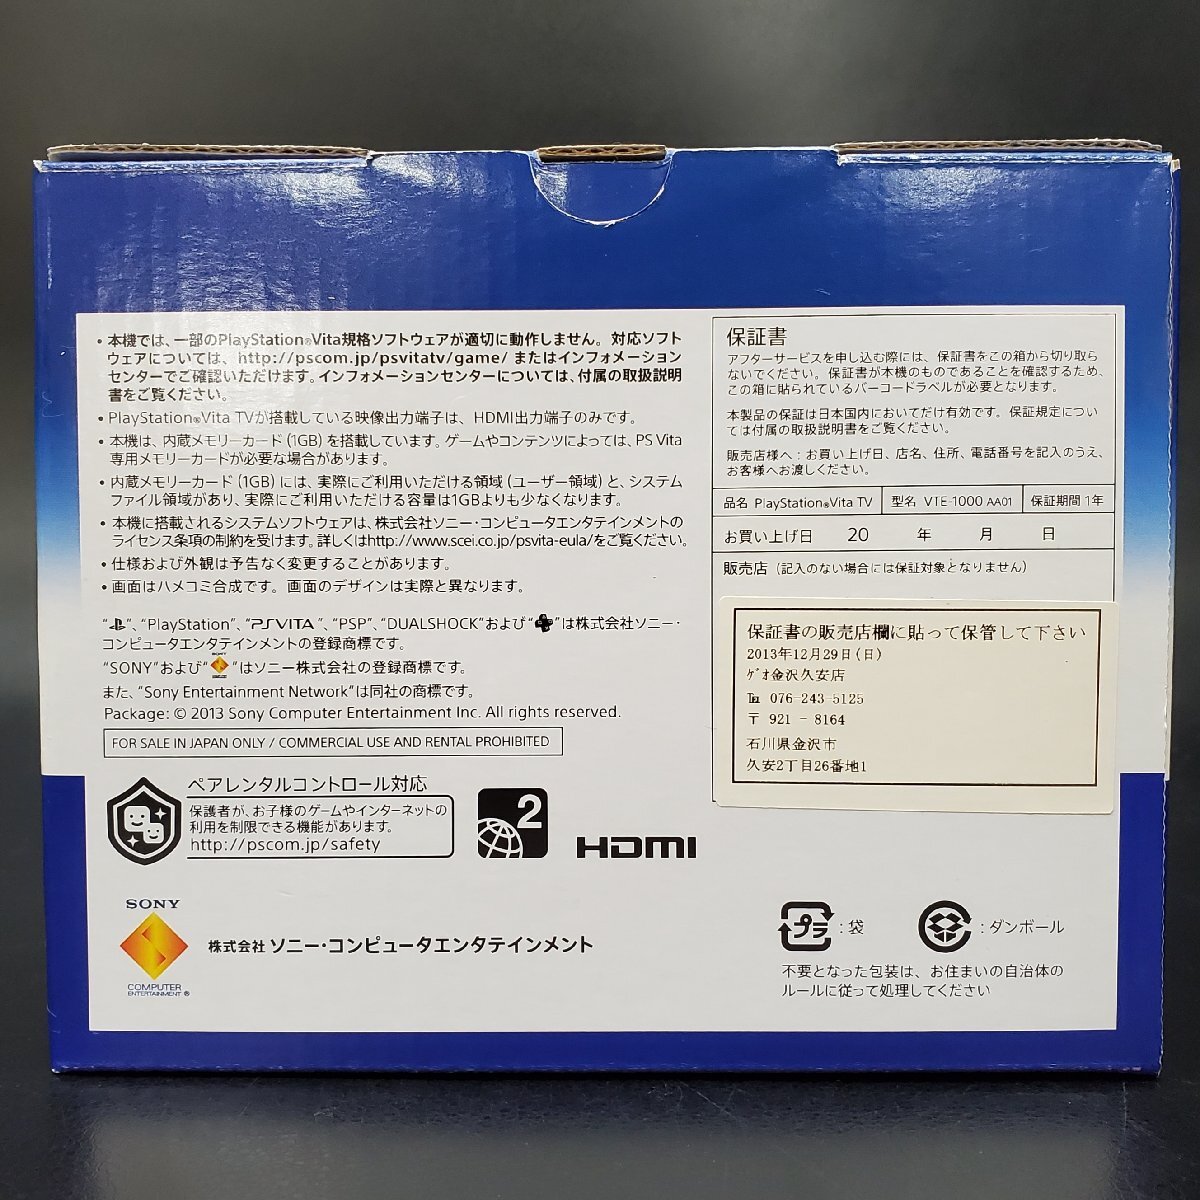 ・本機では、一部のPlayStation®Vita規格ソフトウェアが適切に動作しません。対応ソフト
ウェアについては、http://pscom.jp/psvitatv/game/ またはインフォメーション
センターでご確認いただけます。インフォメーションセンターについては、付属の取扱説明
書をご覧ください。
・PlayStation®Vita TVが搭載している映像出力端子は、HDMI出力端子のみです。
・本機は、内蔵メモリーカード(1GB)を搭載しています。ゲームやコンテンツによっては、PS Vita
専用メモリーカードが必要な場合があります。
・内蔵メモリーカード(1GB)には、実際にご利用いただける領域(ユーザー領域)と、システム
ファイル領域があり、実際にご利用いただける容量は1GBよりも少なくなります。
・本機に搭載されるシステムソフトウェアは、株式会社ソニー・コンピュータエンタテインメントの
ライセンス条項の制約を受けます。詳しくはhttp://www.scei.co.jp/psvita-eula/をご覧ください。
・仕様および外観は予告なく変更することがあります。
・画面はハメコミ合成です。画面のデザインは実際と異なります。
“ ”、“PlayStation”、“PSVITA”、“PSP”、“DUALSHOCK”および“ ”は株式会社ソニー・
コンピュータエンタテインメントの登録商標です。
“SONY”および“ ”はソニー株式会社の登録商標です。
また、“Sony Entertainment Network”は同社の商標です。
Package: © 2013 Sony Computer Entertainment Inc. All rights reserved.
FOR SALE IN JAPAN ONLY / COMMERCIAL USE AND RENTAL PROHIBITED
ペアレンタルコントロール対応
保護者が、お子様のゲームやインターネットの
利用を制限できる機能があります。
http://pscom.jp/safety
2
HDMI
SONY
COMPUTER
ENTERTAINMENT®
株式会社 ソニー・コンピュータエンタテインメント
保証書
アフターサービスを申し込む際には、保証書をこの箱から切り取ら
ないでください。保証書が本機のものであることを確認するため、
この箱に貼られているバーコードラベルが必要となります。
本製品の保証は日本国内においてだけ有効です。保証規定につい
ては付属の取扱説明書をご覧ください。
販売店様へ:お買い上げ日、店名、住所、電話番号を記入のうえ、
お客様へお渡しください。
品名 PlayStation®Vita TV 型名 VTE-1000 AA01 保証期間 1年
お買い上げ日 20 年 月 日
販売店(記入のない場合には保証対象となりません)
保証書の販売店欄に貼って保管して下さい
2013年12月29日(日)
ゲオ金沢久安店
℡ 076-243-5125
〒 921 - 8164
石川県金沢市
久安2丁目26番地1
プラ:袋
:ダンボール
不要となった包装は、お住まいの自治体の
ルールに従って処理してください